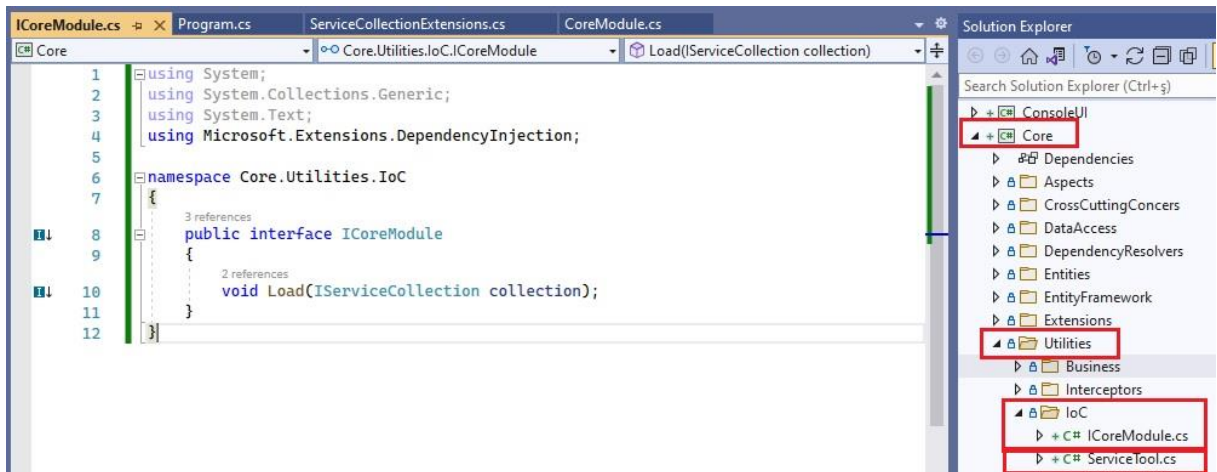 ICoreModule.cs Program.cs ServiceCollectionExtensions.cs CoreModule.cs
C# Core Core.Utilities.IoC.ICoreModule Load(IServiceCollection collection)
1 using System;
2 using System.Collections.Generic;
3 using System.Text;
4 using Microsoft.Extensions.DependencyInjection;
5
6 namespace Core.Utilities.IoC
7 {
3 references
8 public interface ICoreModule
9 {
2 references
10 void Load(IServiceCollection collection);
11 }
12 }
Solution Explorer
Search Solution Explorer (Ctrl+ş)
C# ConsoleUI
C# Core
Dependencies
Aspects
CrossCuttingConcers
DataAccess
DependencyResolvers
Entities
EntityFramework
Extensions
Utilities
Business
Interceptors
IoC
C# ICoreModule.cs
C# ServiceTool.cs